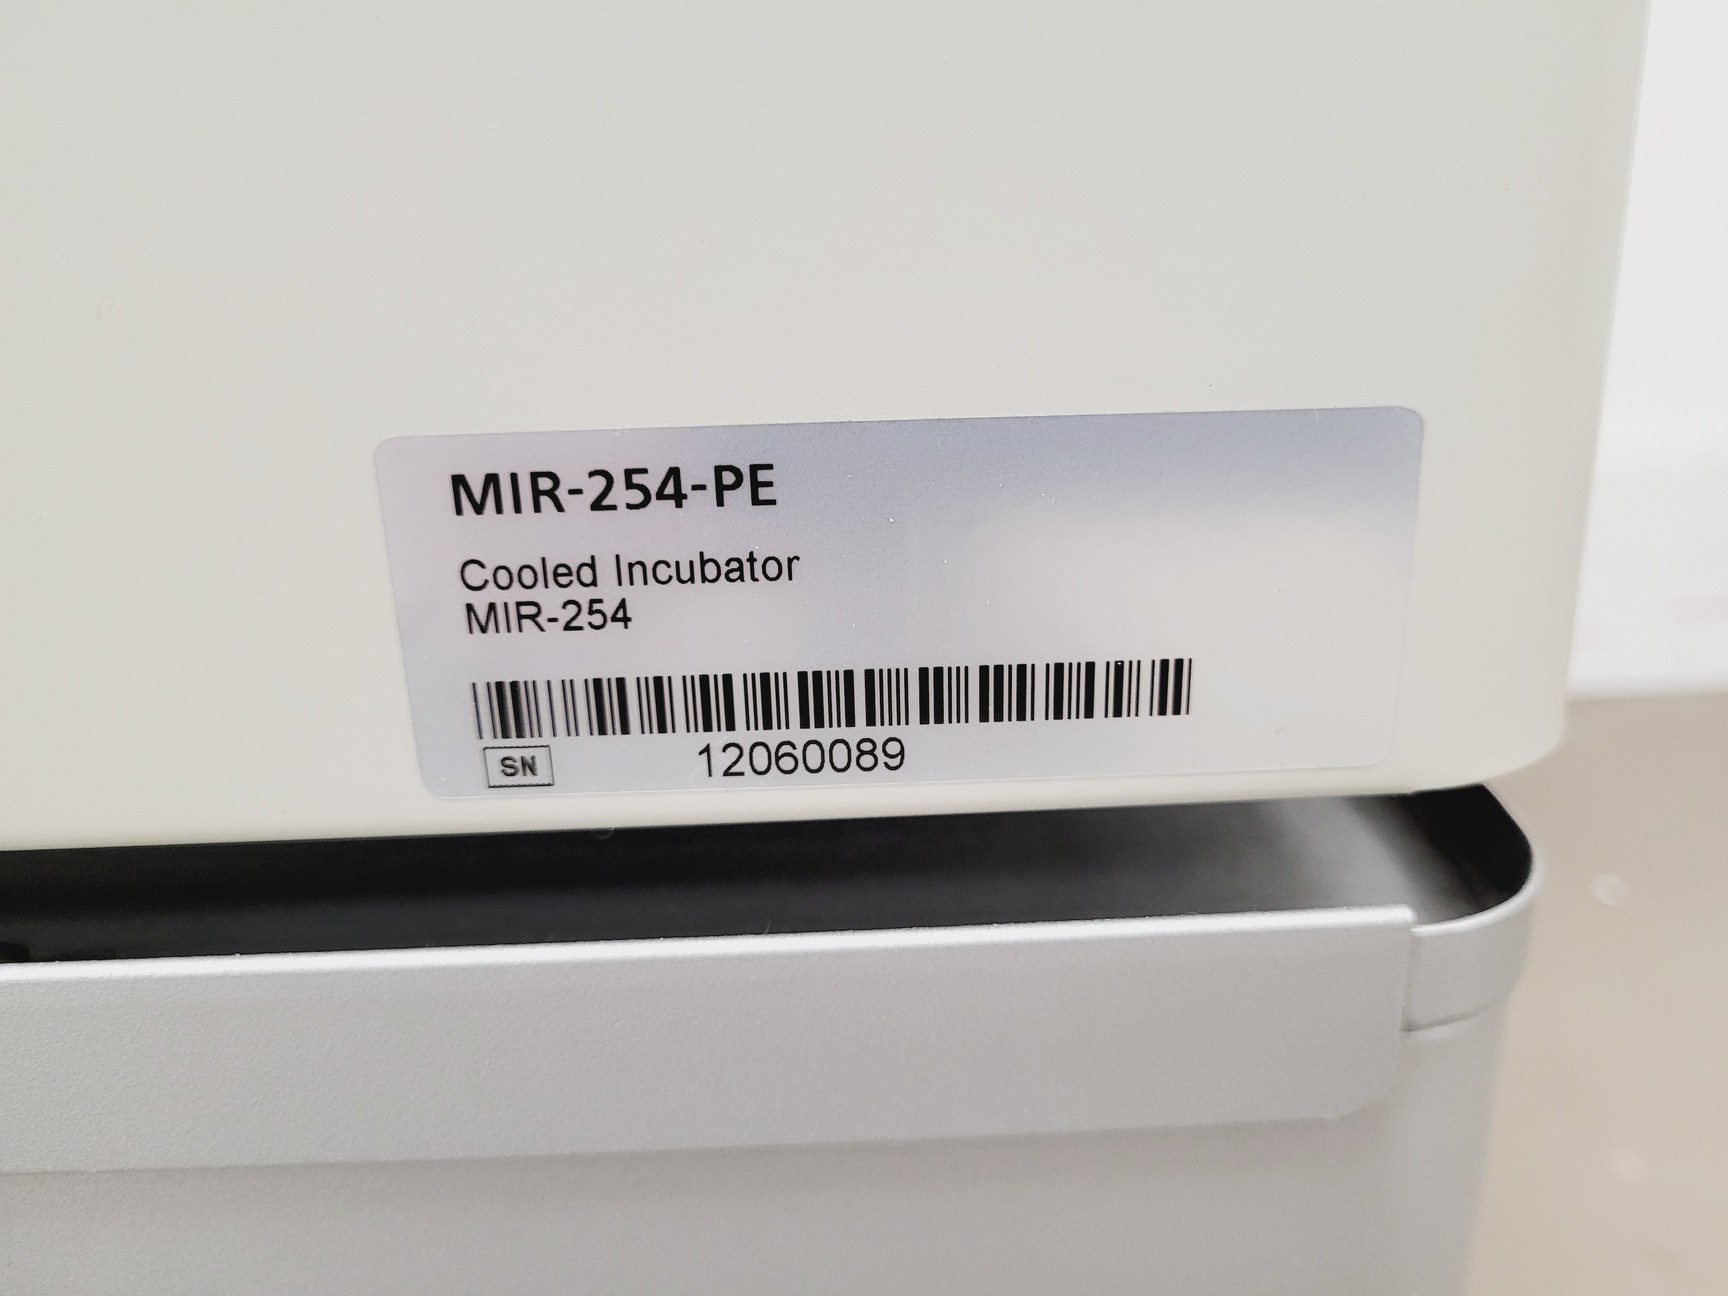 MIR-254-PE
Cooled Incubator
MIR-254
SN 12060089